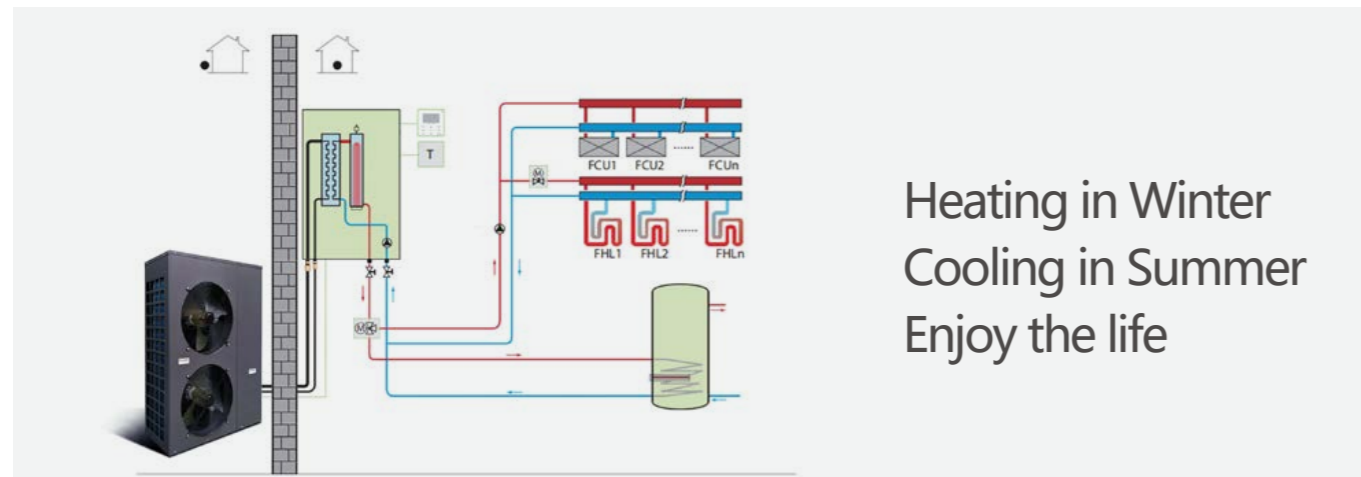 T
M
FCU1 FCU2 ...... FCUn
M
FHL1 FHL2 ...... FHLn
Heating in Winter
Cooling in Summer
Enjoy the life